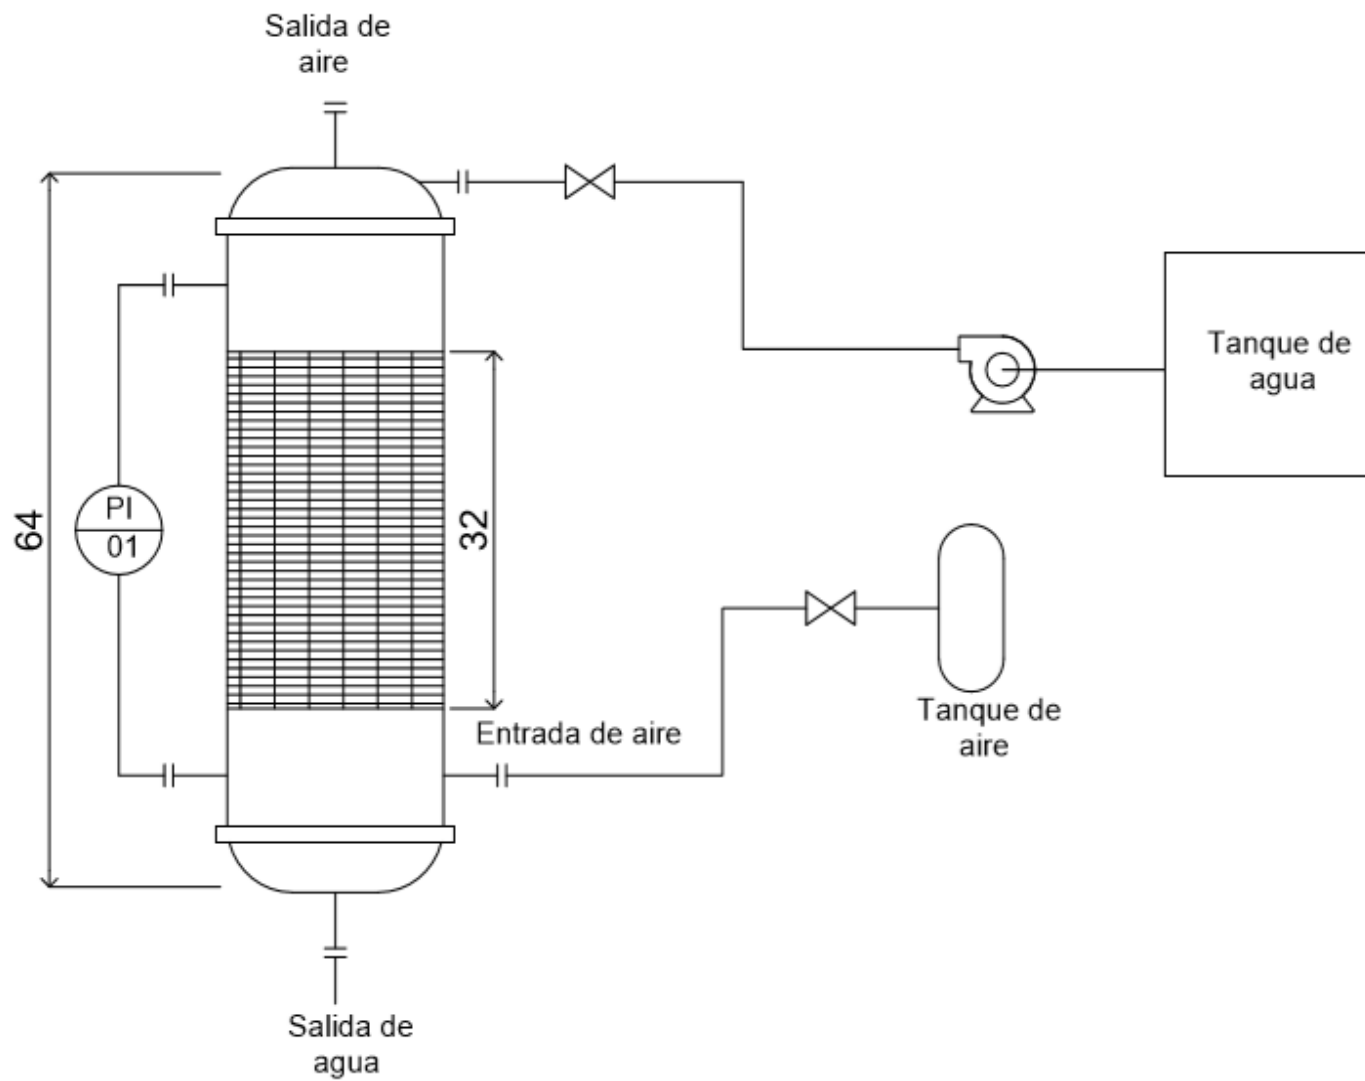 Salida de
aire
Tanque de
agua
64
PI
01
32
Entrada de aire
Tanque de
aire
Salida de
agua